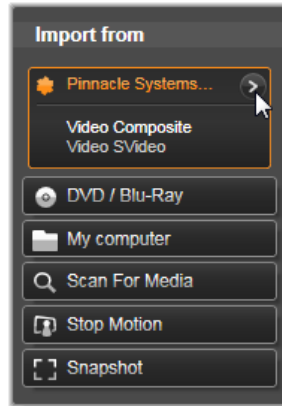 Import from
Pinnacle Systems...
Video Composite
Video SVideo
DVD / Blu-Ray
My computer
Scan For Media
Stop Motion
Snapshot